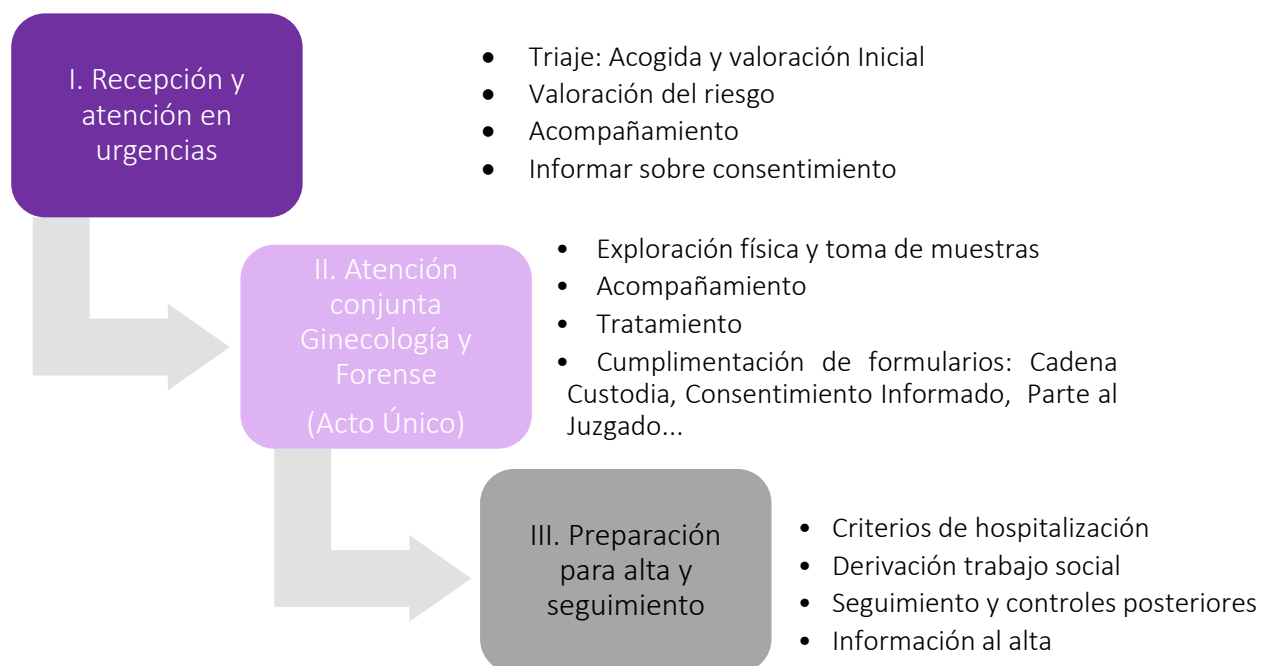 I. Recepción y
atención en
urgencias
• Triaje: Acogida y valoración Inicial
• Valoración del riesgo
• Acompañamiento
• Informar sobre consentimiento
II. Atención
conjunta
Ginecología y
Forense
(Acto Único)
• Exploración física y toma de muestras
• Acompañamiento
• Tratamiento
• Cumplimentación de formularios: Cadena
Custodia, Consentimiento Informado, Parte al
Juzgado...
III. Preparación
para alta y
seguimiento
• Criterios de hospitalización
• Derivación trabajo social
• Seguimiento y controles posteriores
• Información al alta